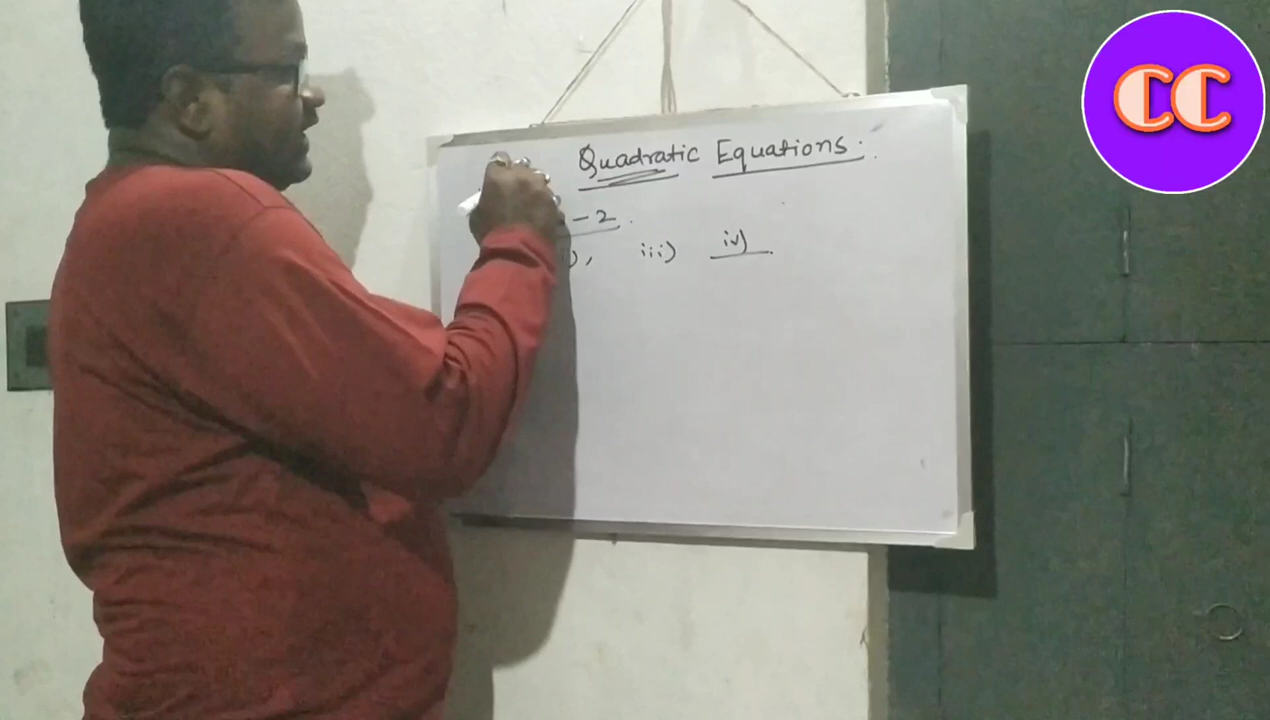 CC
Quadratic Equations.
- 2.
), iii) iv)